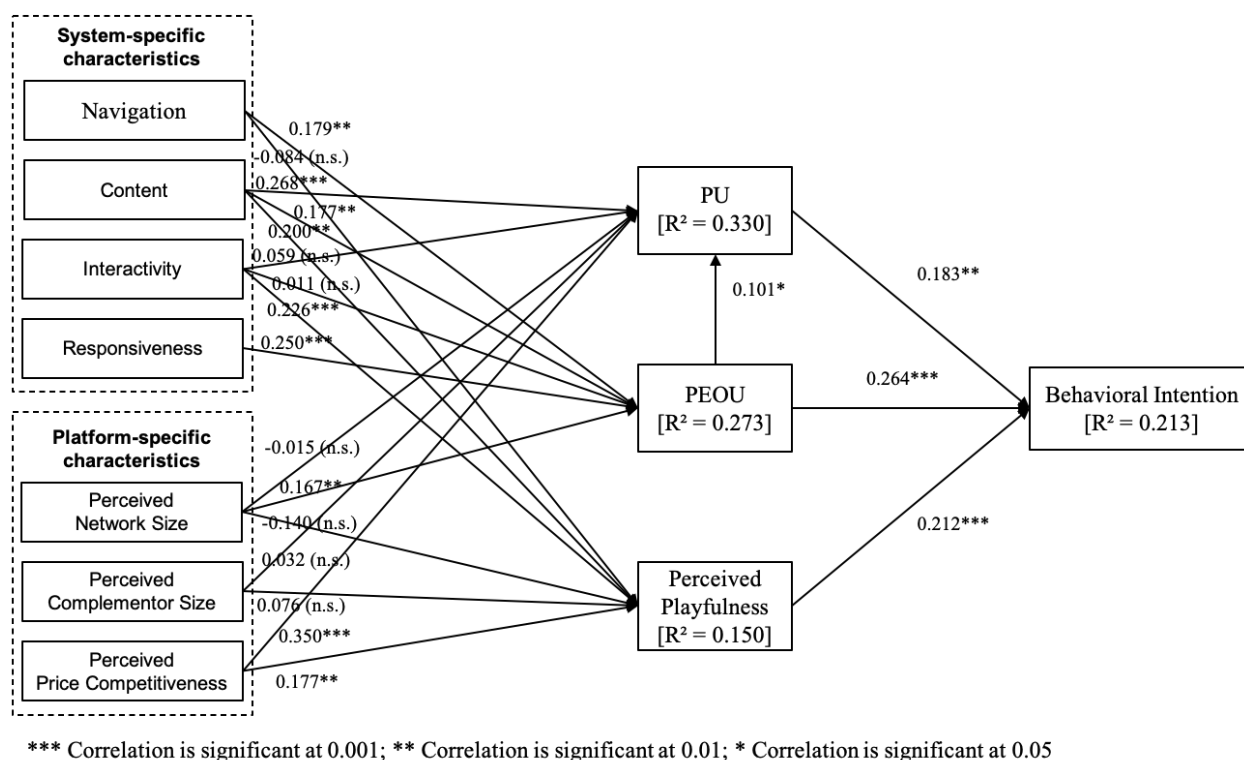 System-specific
characteristics
Navigation
Content
Interactivity
Responsiveness
Platform-specific
characteristics
Perceived
Network Size
Perceived
Complementor Size
Perceived
Price Competitiveness
0.179**
-0.084 (n.s.)
0.268***
0.177**
0.200**
0.059 (n.s.)
0.011 (n.s.)
0.226***
0.250***
-0.015 (n.s.)
0.167**
-0.140 (n.s.)
0.032 (n.s.)
0.076 (n.s.)
0.350***
0.177**
PU
[R² = 0.330]
0.101*
PEOU
[R² = 0.273]
Perceived
Playfulness
[R² = 0.150]
0.183**
0.264***
0.212***
Behavioral Intention
[R² = 0.213]
*** Correlation is significant at 0.001; ** Correlation is significant at 0.01; * Correlation is significant at 0.05